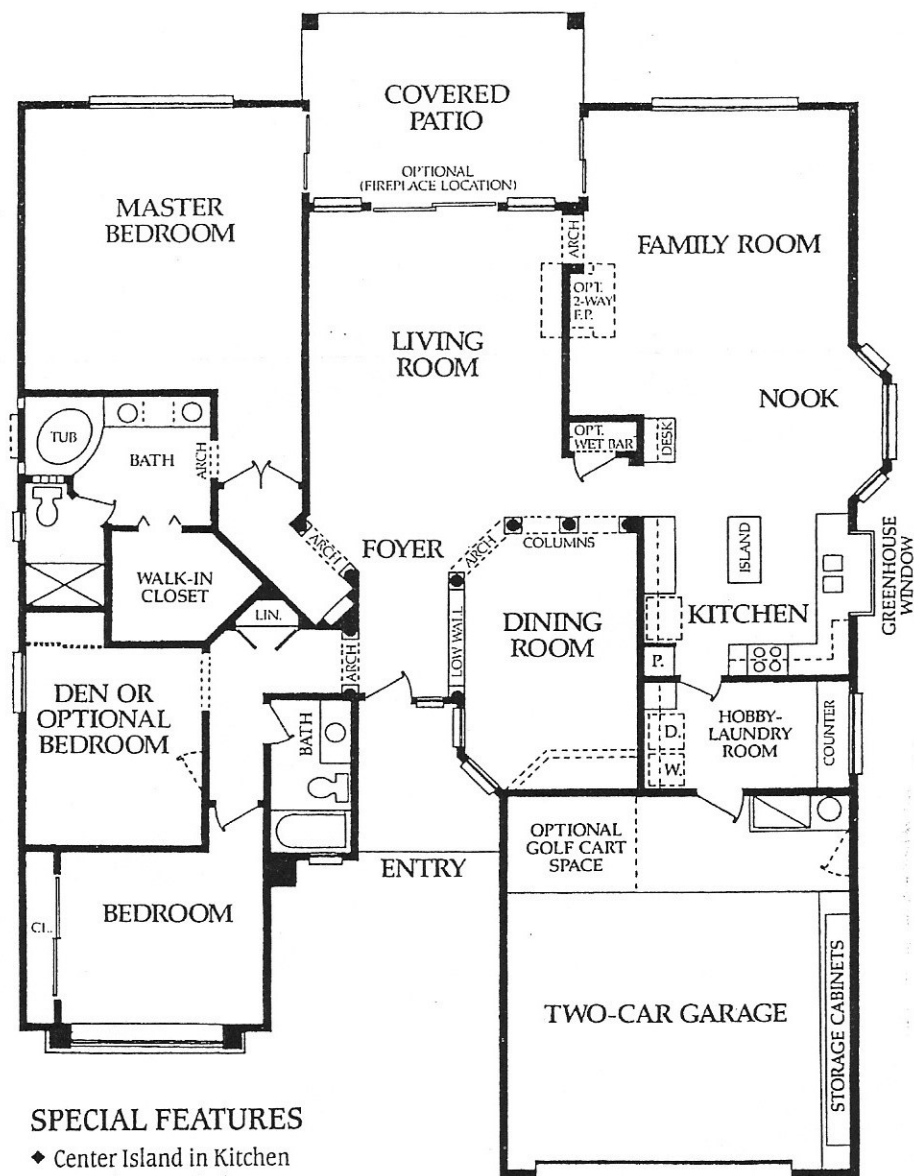 COVERED
PATIO
OPTIONAL
(FIREPLACE LOCATION)
MASTER
BEDROOM
FAMILY ROOM
ARCH
OPT.
2-WAY
F.P.
LIVING
ROOM
NOOK
TUB
BATH
ARCH
OPT.
WET BAR
DESK
ARCH
FOYER
ARCH
COLUMNS
ISLAND
GREENHOUSE
WINDOW
WALK-IN
CLOSET
LIN.
LOW WALL
DINING
ROOM
KITCHEN
ARCH
P.
DEN OR
OPTIONAL
BEDROOM
BATH
D.
W.
HOBBY-
LAUNDRY
ROOM
COUNTER
ENTRY
OPTIONAL
GOLF CART
SPACE
BEDROOM
CL.
TWO-CAR GARAGE
STORAGE CABINETS
SPECIAL FEATURES
◆ Center Island in Kitchen